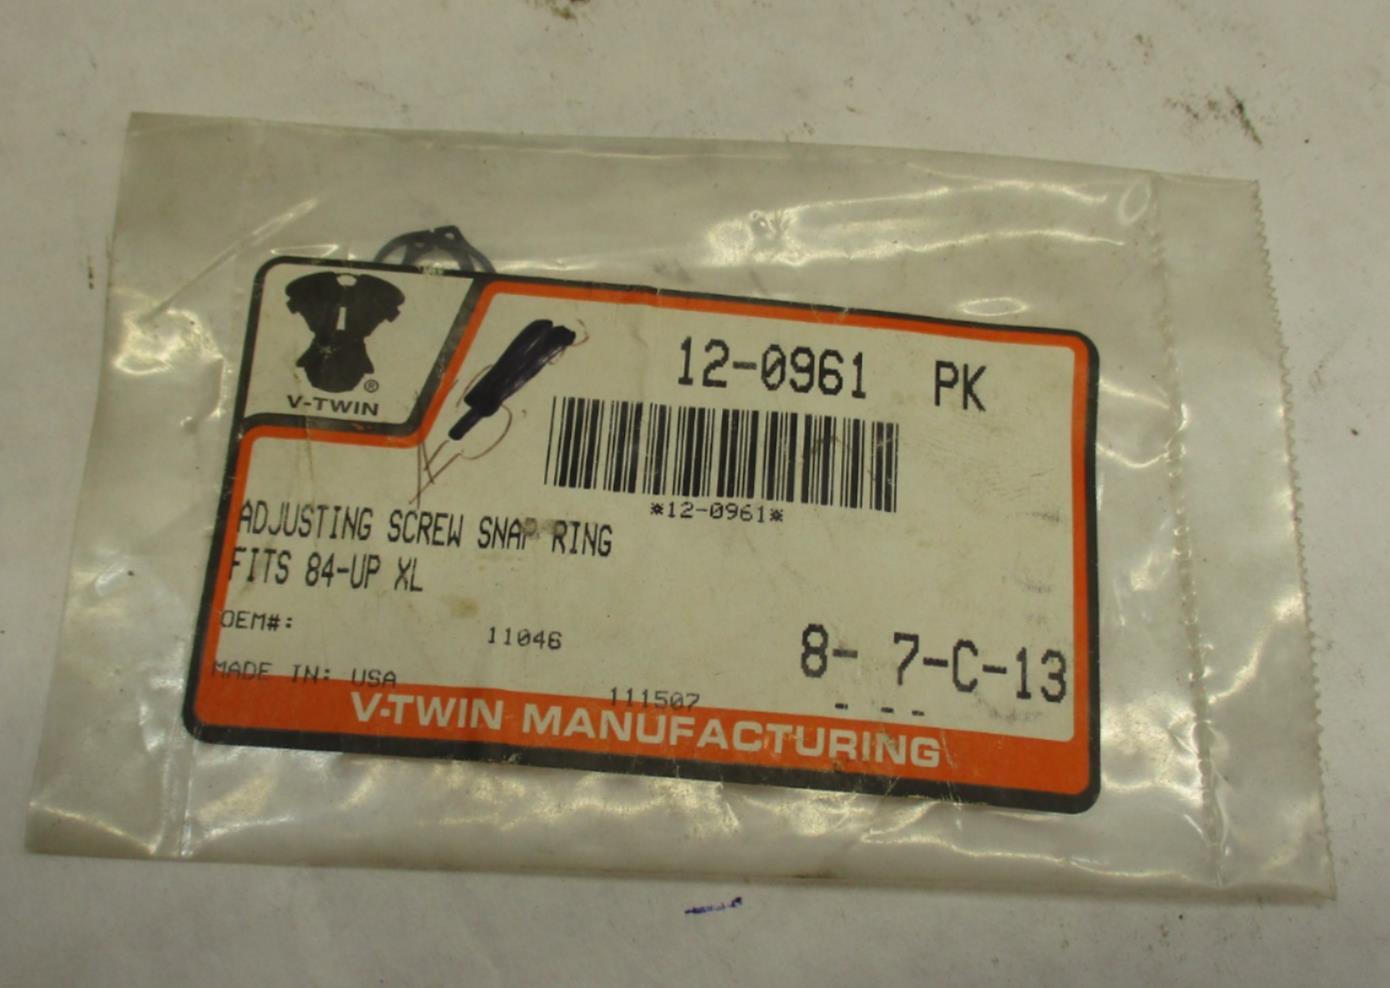 12-0961 PK
®
V-TWIN
*12-0961*
ADJUSTING SCREW SNAP RING
FITS 84-UP XL
OEM#: 11046
8- 7-C-13
MADE IN: USA
111507
V-TWIN MANUFACTURING